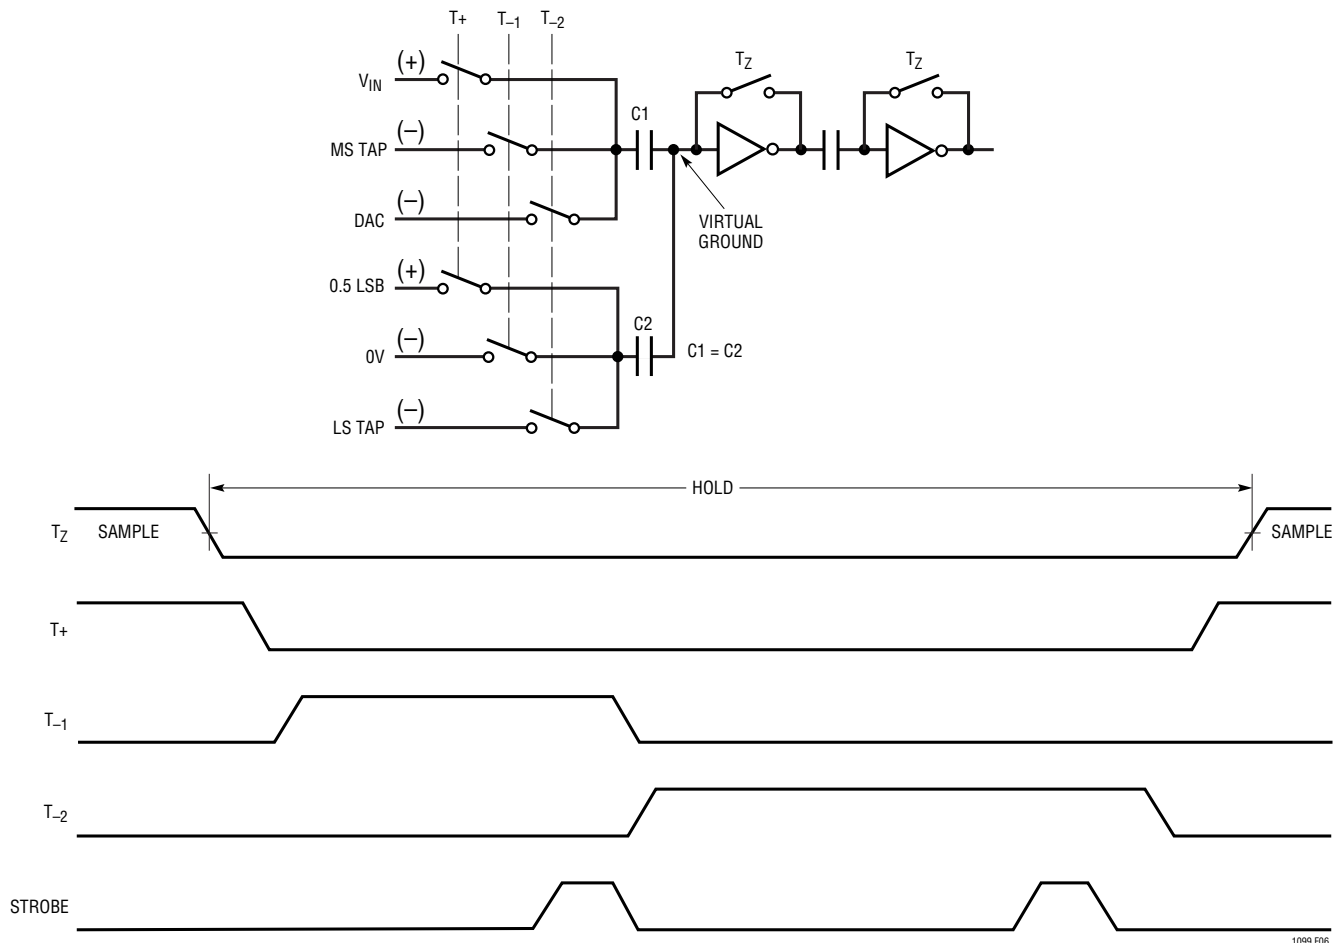 T+ T–1 T–2
(+)
VIN
TZ
TZ
C1
(–)
MS TAP
(–)
DAC
VIRTUAL
GROUND
(+)
0.5 LSB
C2
(–)
0V
C1 = C2
(–)
LS TAP
HOLD
TZ SAMPLE
SAMPLE
T+
T–1
T–2
STROBE
1099 F06